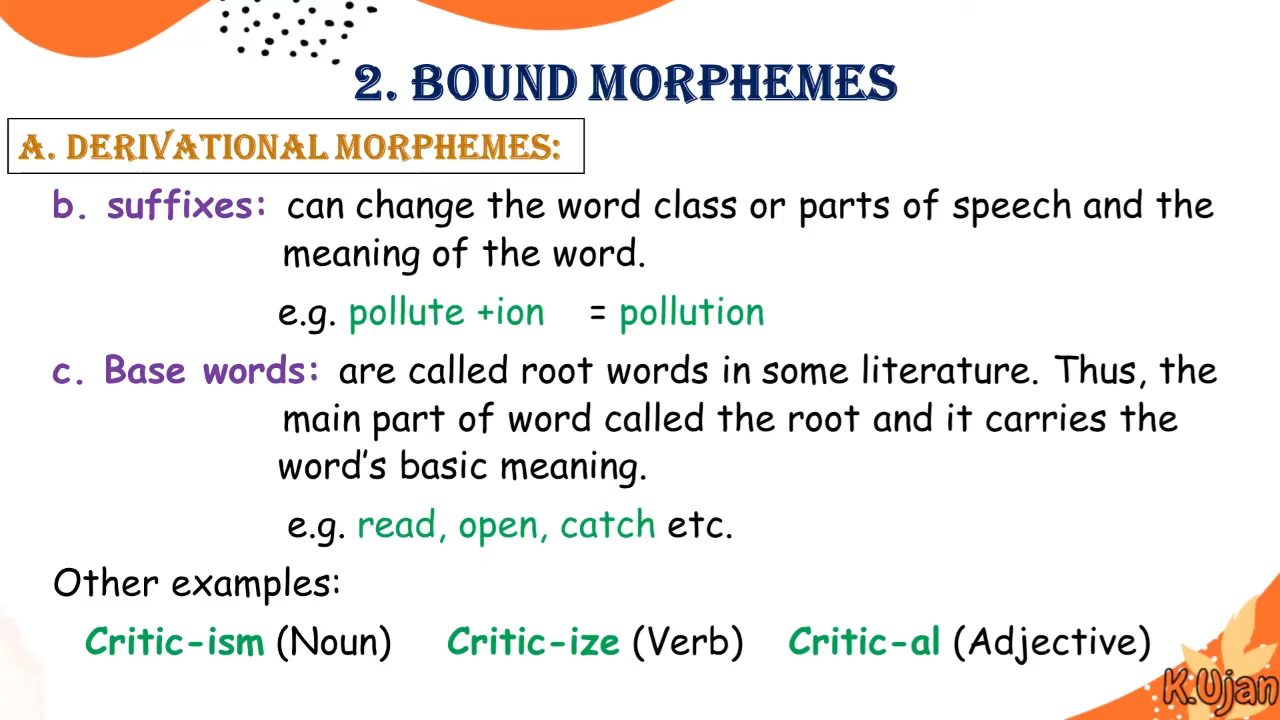 2. BOUND MORPHEMES
A. DERIVATIONAL MORPHEMES:
b. suffixes: can change the word class or parts of speech and the
meaning of the word.
e.g. pollute +ion = pollution
c. Base words: are called root words in some literature. Thus, the
main part of word called the root and it carries the
word's basic meaning.
e.g. read, open, catch etc.
Other examples:
Critic-ism (Noun) Critic-ize (Verb) Critic-al (Adjective)
K.Ujan